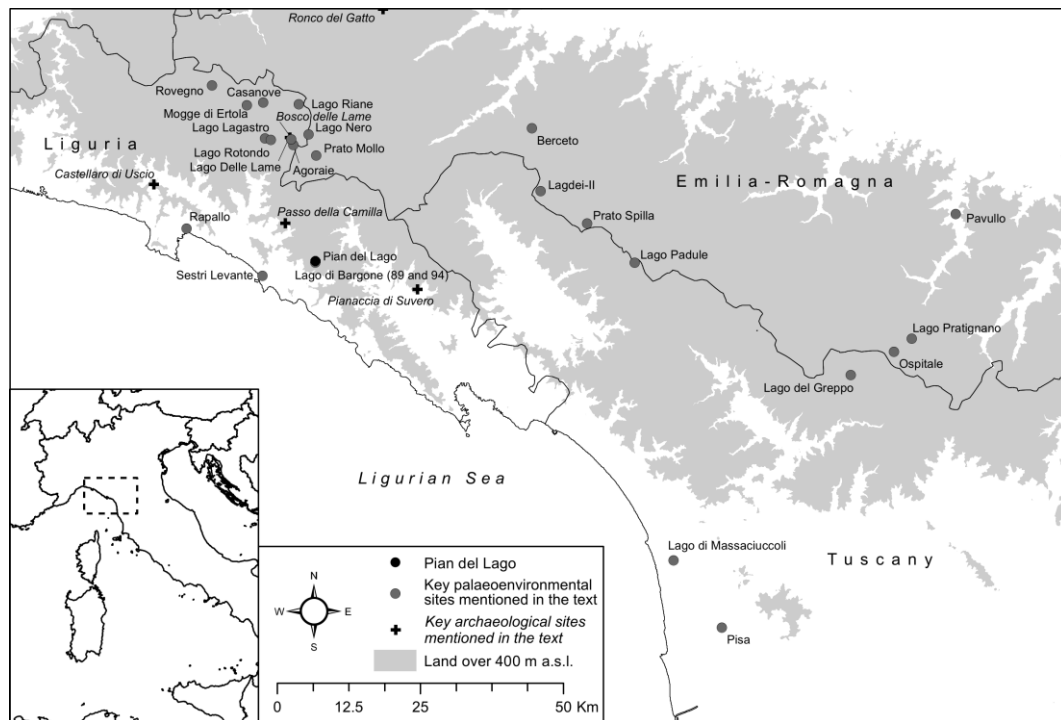 Ronco del Gatto
Rovegno
Casanove
Lago Riane
Mogge di Ertola
Bosco delle Lame
Lago Lagastro
Lago Nero
Liguria
Lago Rotondo
Prato Mollo
Lago Delle Lame
Agoraie
Castellaro di Uscio
Berceto
Lagdei-II
Emilia-Romagna
Passo della Camilla
Prato Spilla
Pavullo
Rapallo
Pian del Lago
Lago Padule
Sestri Levante
Lago di Bargone (89 and 94)
Pianaccia di Suvero
Lago Pratignano
Ospitale
Lago del Greppo
Ligurian Sea
Lago di Massaciuccoli
Tuscany
Pisa
N
W E
S
Pian del Lago
Key palaeoenvironmental
sites mentioned in the text
Key archaeological sites
mentioned in the text
Land over 400 m a.s.l.
0 12.5 25 50 Km